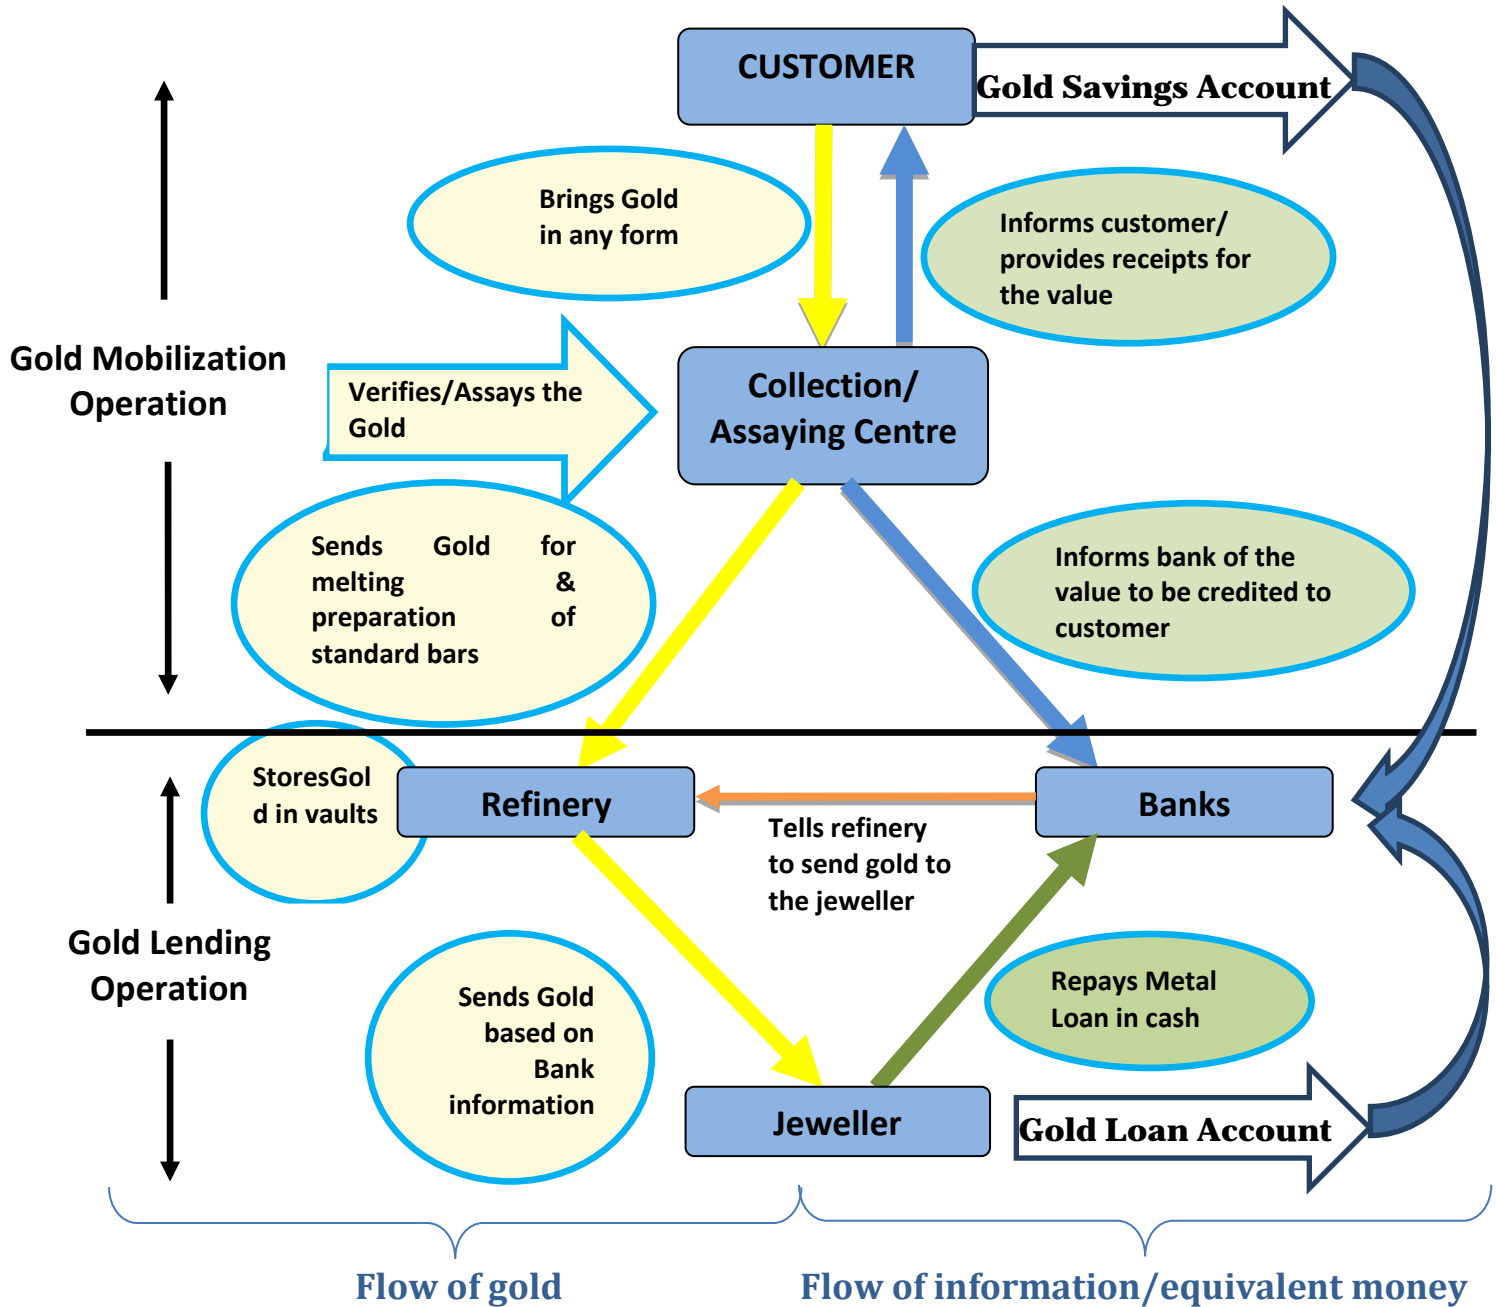 CUSTOMER
Gold Savings Account
Brings Gold
in any form
Informs customer/
provides receipts for
the value
Gold Mobilization
Operation
Verifies/Assays the
Gold
Collection/
Assaying Centre
Sends Gold for
melting &
preparation of
standard bars
Informs bank of the
value to be credited to
customer
StoresGol
d in vaults
Refinery
Banks
Tells refinery
to send gold to
the jeweller
Gold Lending
Operation
Sends Gold
based on
Bank
information
Repays Metal
Loan in cash
Jeweller
Gold Loan Account
Flow of gold
Flow of information/equivalent money